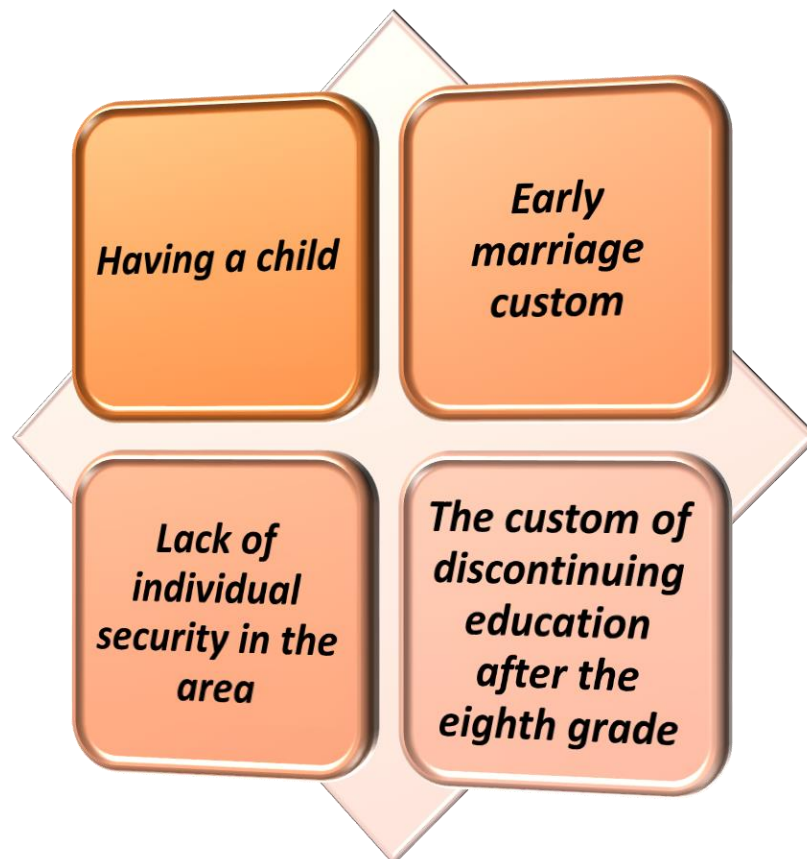 Having a child
Early
marriage
custom
Lack of
individual
security in the
area
The custom of
discontinuing
education
after the
eighth grade